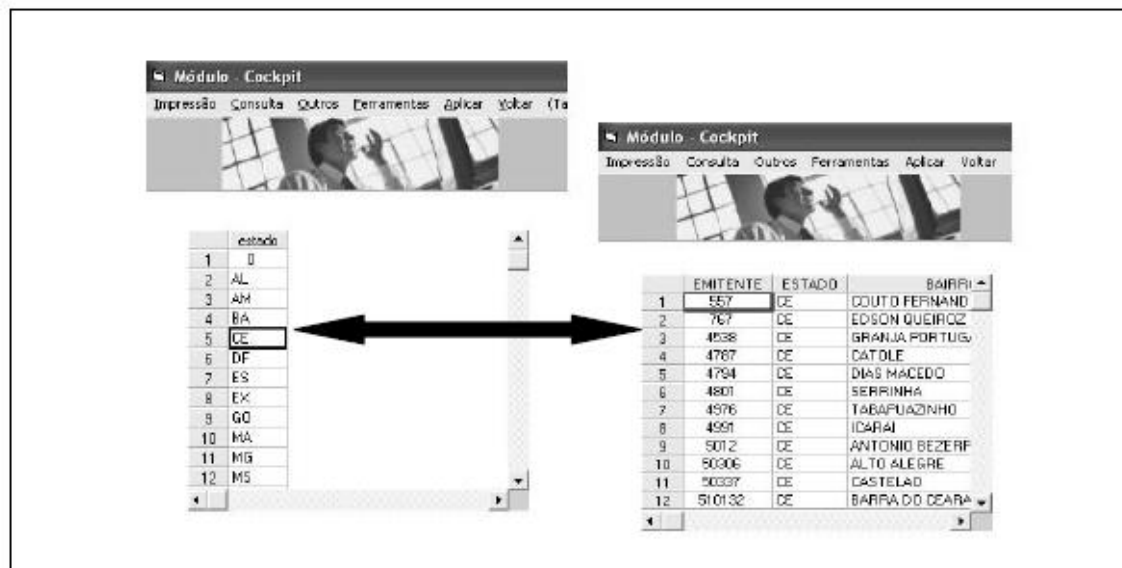 Módulo - Cockpit
Impressão Consulta Outros Ferramentas Aplicar Voltar (Ta
estado
1 0
2 AL
3 AM
4 BA
5 CE
6 DF
7 ES
8 EX
9 GO
10 MA
11 MG
12 MS
Módulo - Cockpit
Impressão Consulta Outros Ferramentas Aplicar Voltar
EMITENTE ESTADO BAIRR
1 557 CE COUTO FERNAND
2 767 CE EDSON QUEIROZ
3 4538 CE GRANJA PORTUG
4 4787 CE CATOLE
5 4794 CE DIAS MACEDO
6 4801 CE SERRINHA
7 4976 CE TABAPUAZINHO
8 4991 CE ICARAI
9 5012 CE ANTONIO BEZERR
10 50306 CE ALTO ALEGRE
11 50337 CE CASTELAO
12 510132 CE BARRA DO CEARA